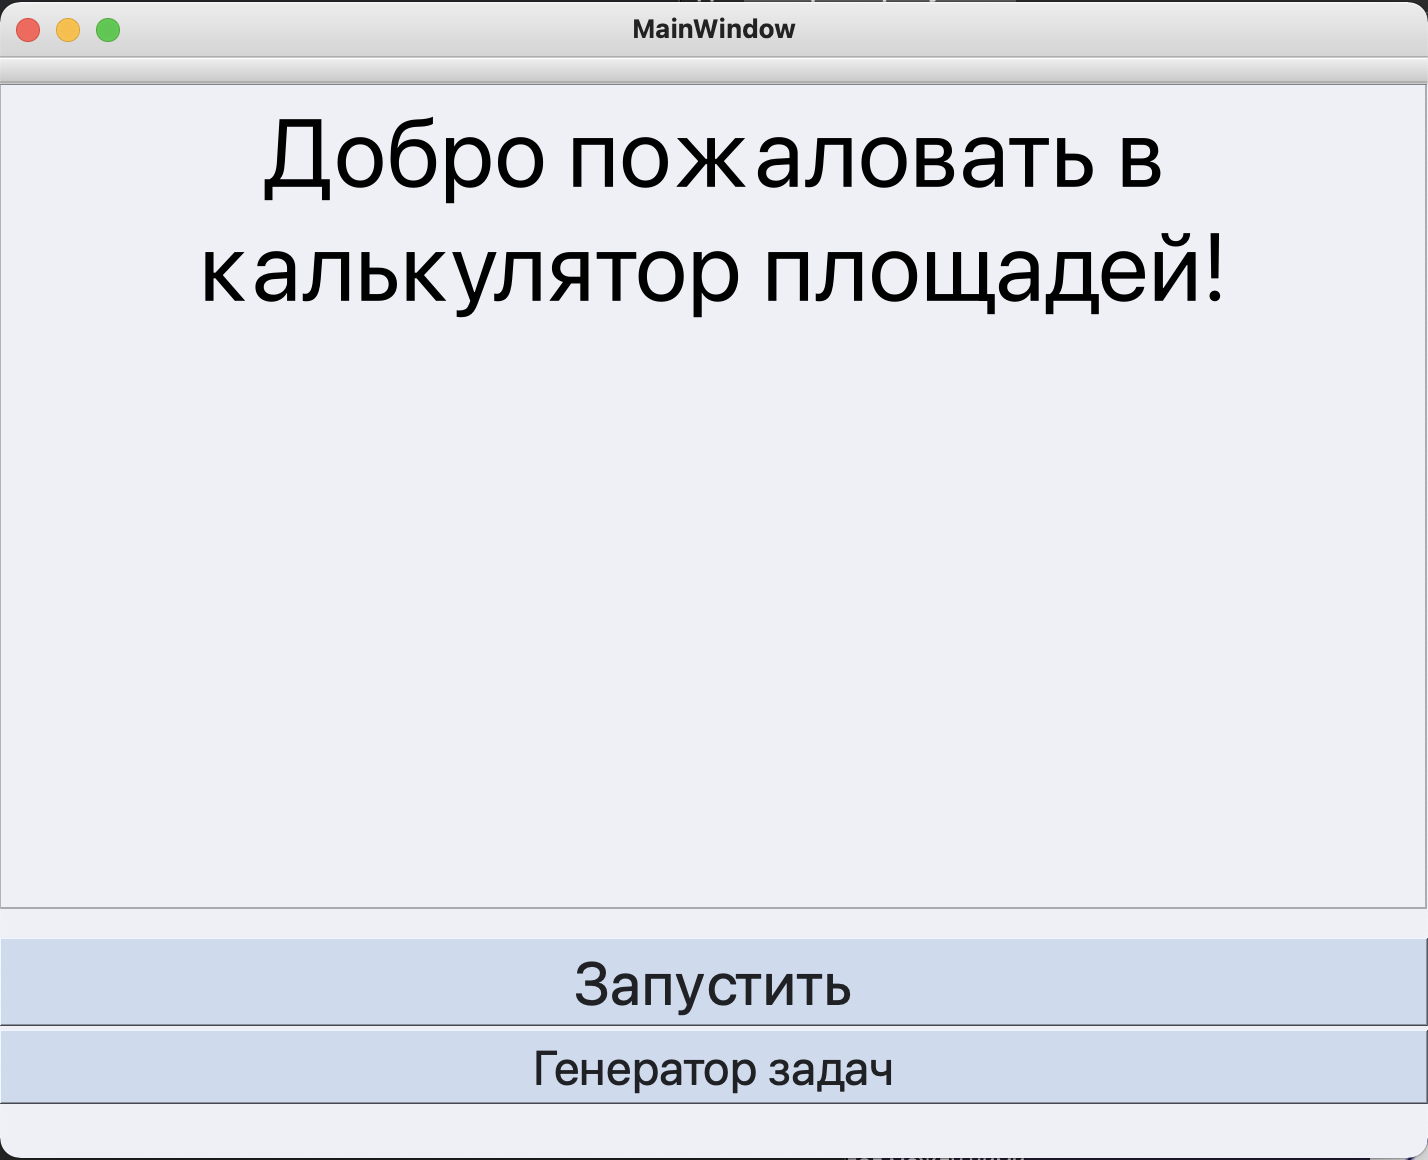 MainWindow
Добро пожаловать в
калькулятор площадей!
Запустить
Генератор задач